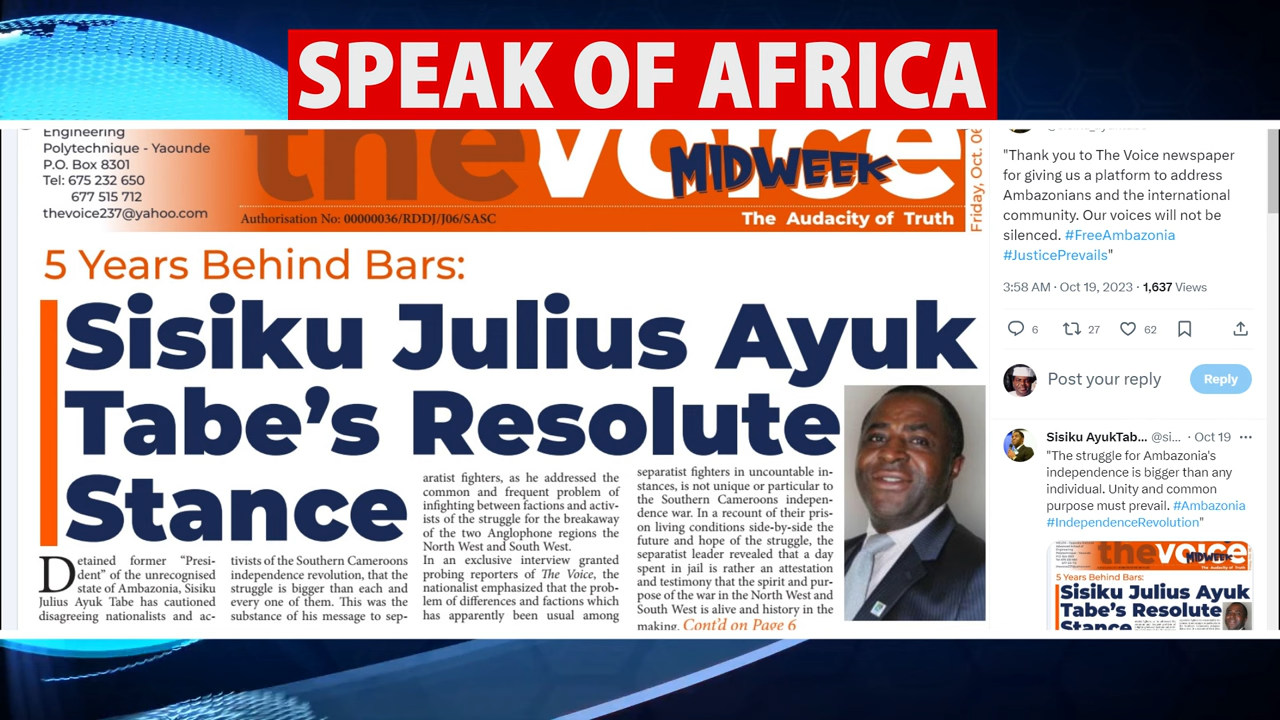 SPEAK OF AFRICA
Engineering
Polytechnique - Yaounde
P.O. Box 8301
Tel: 675 232 650
677 515 712
thevoice237@yahoo.com
the voice
MIDWEEK
Authorisation No: 00000036/RDDJ/J06/SASC
The Audacity of Truth
Friday, Oct. 06
5 Years Behind Bars:
Sisiku Julius Ayuk
Tabe's Resolute
Stance
Detained former “Presi-
dent” of the unrecognised
state of Ambazonia, Sisiku
Julius Ayuk Tabe has cautioned
disagreeing nationalists and ac-
tivists of the Southern Cameroons
independence revolution, that the
struggle is bigger than each and
every one of them. This was the
substance of his message to sep-
aratist fighters, as he addressed the
common and frequent problem of
infighting between factions and activ-
ists of the struggle for the breakaway
of the two Anglophone regions the
North West and South West.
In an exclusive interview granted
probing reporters of The Voice, the
nationalist emphasized that the prob-
lem of differences and factions which
has apparently been usual among
separatist fighters in uncountable in-
stances, is not unique or particular to
the Southern Cameroons indepen-
dence war. In a recount of their pris-
on living conditions side-by-side the
future and hope of the struggle, the
separatist leader revealed that a day
spent in jail is rather an attestation
and testimony that the spirit and pur-
pose of the war in the North West and
South West is alive and history in the
making. Cont'd on Page 6
"Thank you to The Voice newspaper
for giving us a platform to address
Ambazonians and the international
community. Our voices will not be
silenced. #FreeAmbazonia
#JusticePrevails"
3:58 AM · Oct 19, 2023 · 1,637 Views
6 27 62
Post your reply
Reply
Sisiku AyukTab... @si... · Oct 19 ···
"The struggle for Ambazonia's
independence is bigger than any
individual. Unity and common
purpose must prevail. #Ambazonia
#IndependenceRevolution"
the voice
MIDWEEK
The Audacity of Truth
5 Years Behind Bars:
Sisiku Julius Ayuk
Tabe's Resolute
Stance